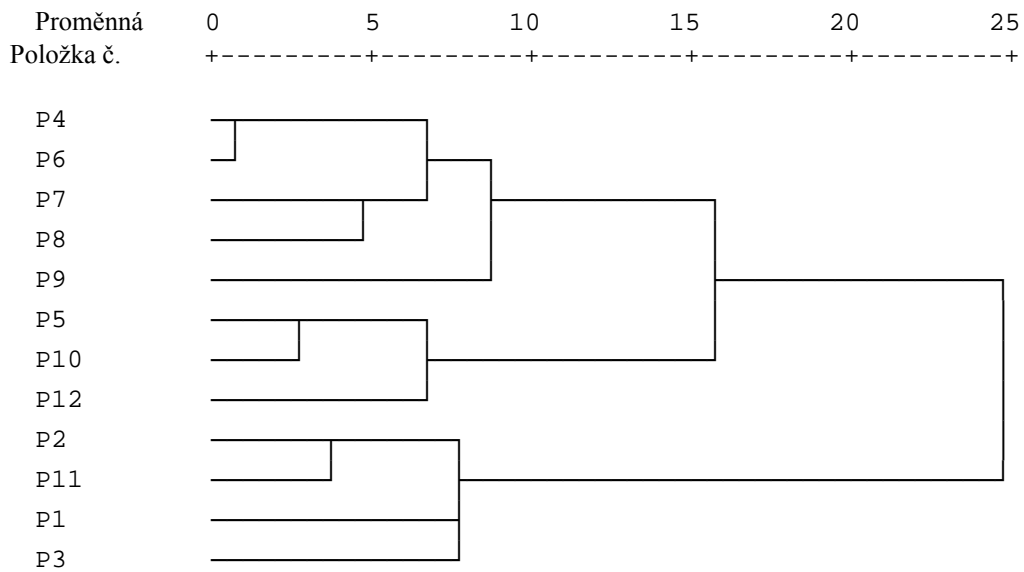 Proměnná 0 5 10 15 20 25
Položka č. +---------+---------+---------+---------+---------+
P4
P6
P7
P8
P9
P5
P10
P12
P2
P11
P1
P3